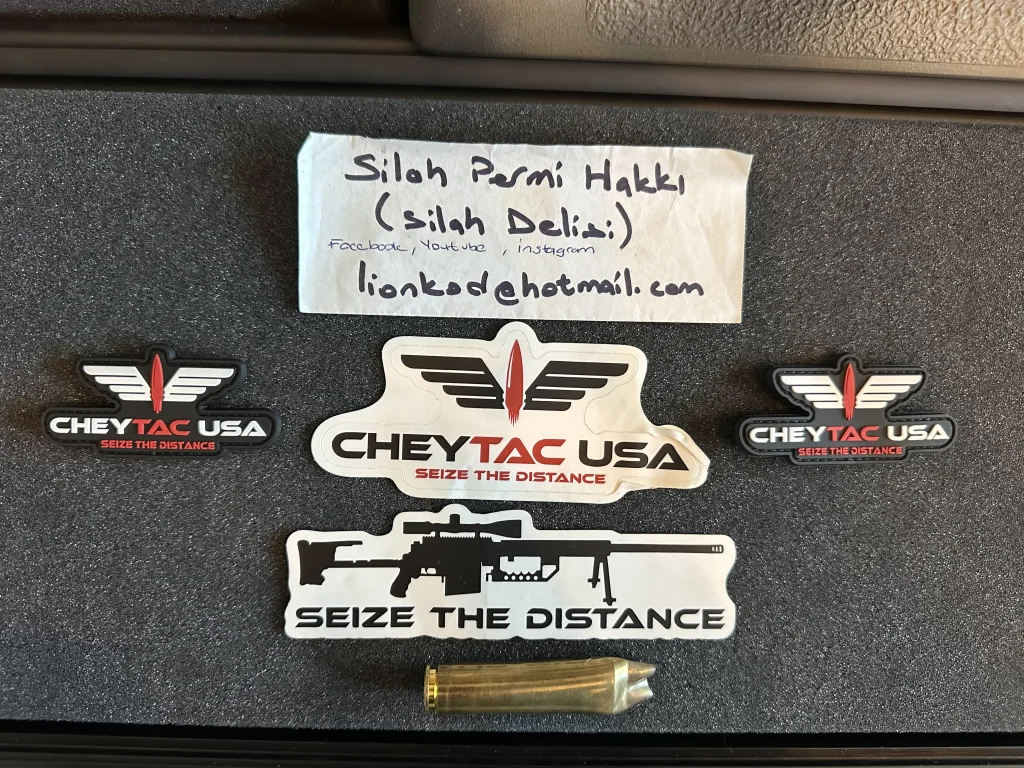 Silah Permi Hakkı
(Silah Delisi)
Facebook, Youtube, instagram
lionkod@hotmail.com
CHEYTAC USA
SEIZE THE DISTANCE
CHEYTAC USA
SEIZE THE DISTANCE
CHEYTAC USA
SEIZE THE DISTANCE
SEIZE THE DISTANCE